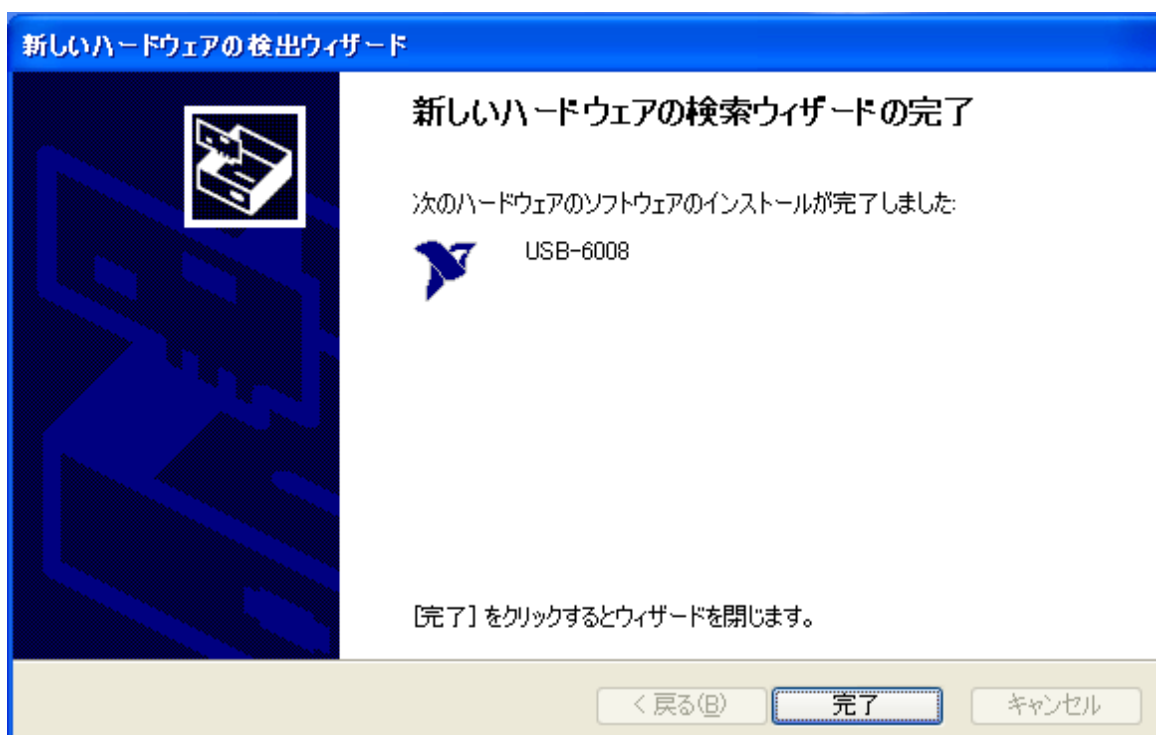 新しいハードウェアの検出ウィザード
新しいハードウェアの検索ウィザードの完了
次のハードウェアのソフトウェアのインストールが完了しました:
USB-6008
[完了] をクリックするとウィザードを閉じます。
< 戻る(B)
完了
キャンセル